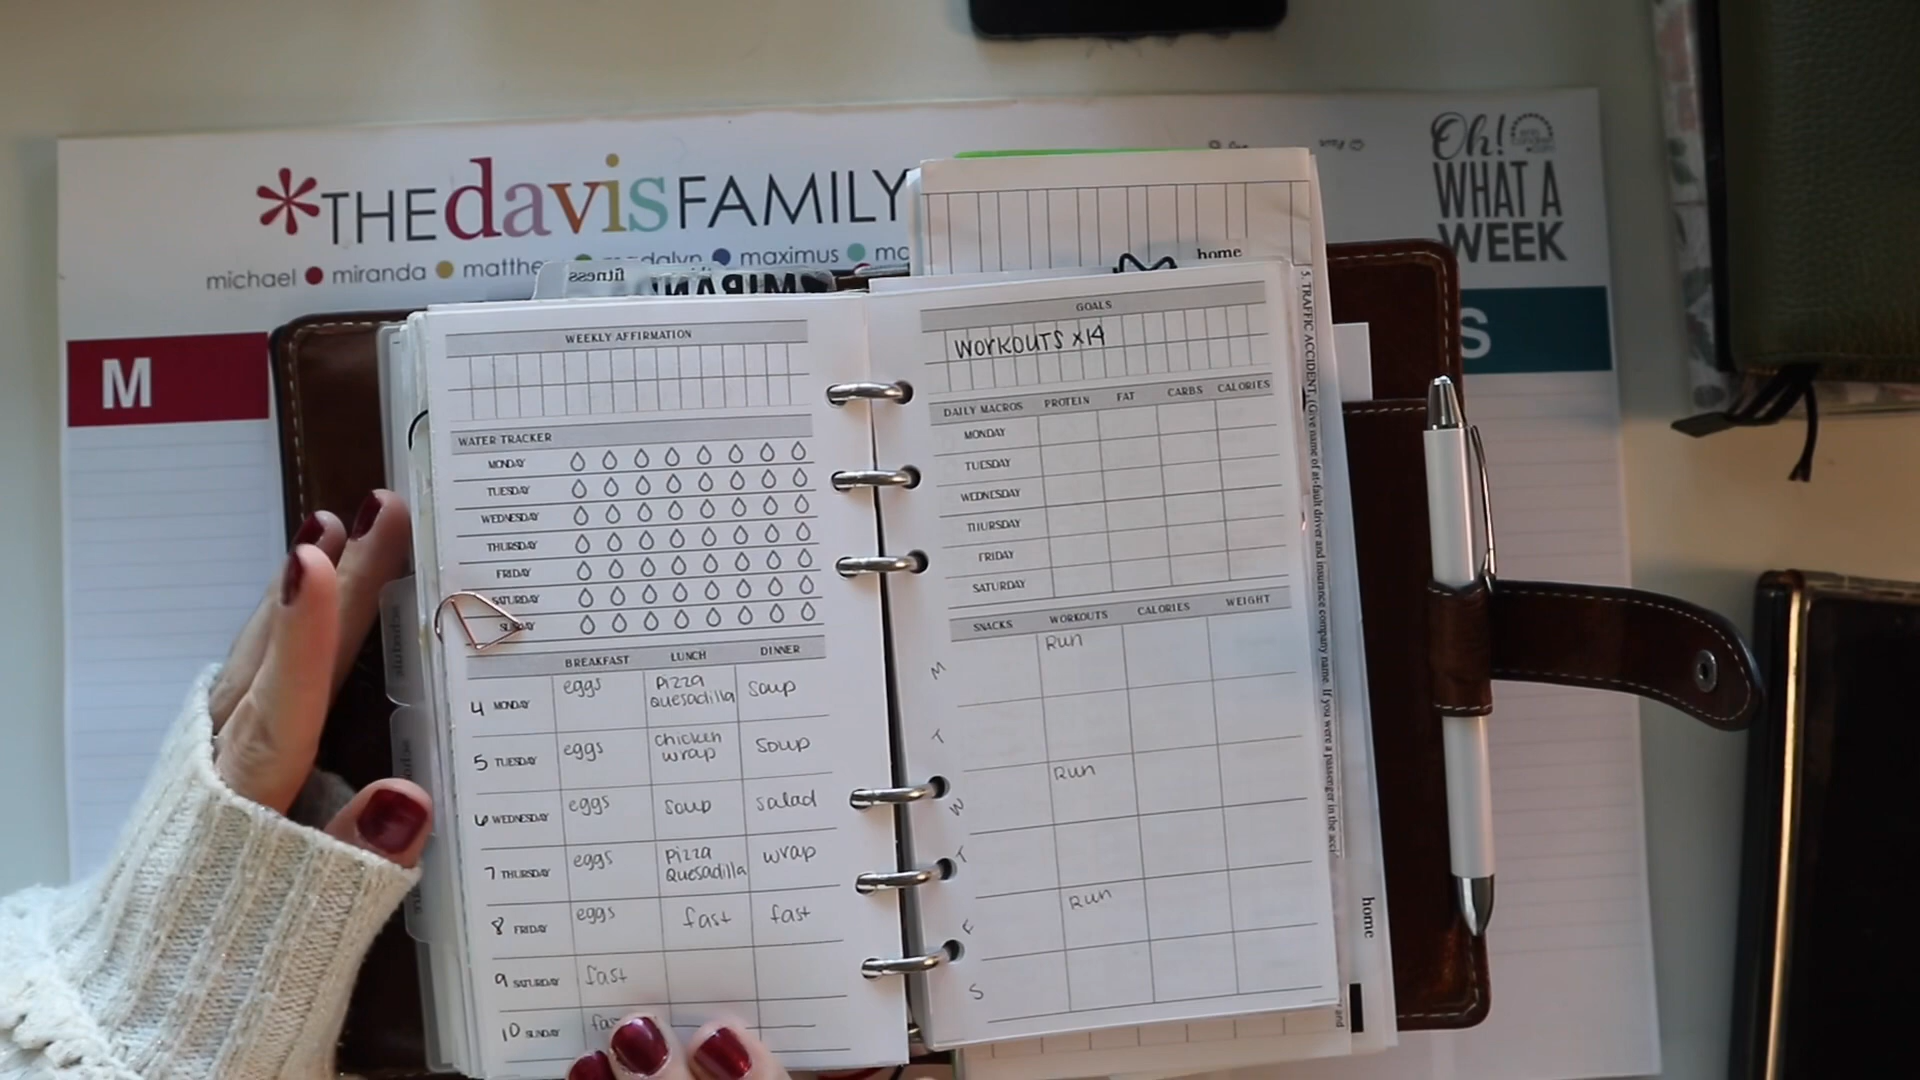 *THE davis FAMILY
michael miranda matthe madalyn maximus
Oh!
WHAT A
WEEK
M
S
fitness
home
WEEKLY AFFIRMATION
WATER TRACKER
MONDAY
TUESDAY
WEDNESDAY
THURSDAY
FRIDAY
SATURDAY
SUNDAY
BREAKFAST LUNCH DINNER
4 MONDAY eggs Pizza Quesadilla soup
5 TUESDAY eggs chicken wrap soup
6 WEDNESDAY eggs soup salad
7 THURSDAY eggs Pizza Quesadilla wrap
8 FRIDAY eggs fast fast
9 SATURDAY fast
10 SUNDAY
GOALS
WORKOUTS x14
DAILY MACROS PROTEIN FAT CARBS CALORIES
MONDAY
TUESDAY
WEDNESDAY
THURSDAY
FRIDAY
SATURDAY
SNACKS WORKOUTS CALORIES WEIGHT
M Run
T
W Run
T
F Run
S
5. TRAFFIC ACCIDENT. (Give name of at-fault driver and insurance company name. If you were a passenger in the
home
and